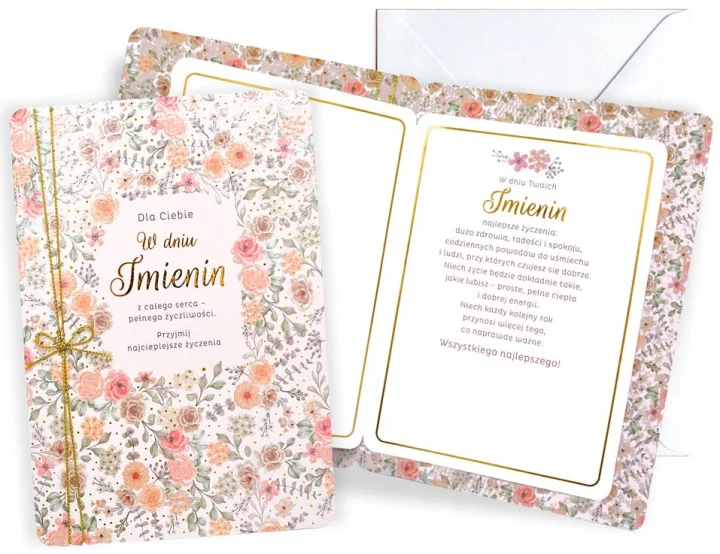 Dla Ciebie
W dniu
Imienin
z całego serca –
pełnego życzliwości.
Przyjmij
najcieplejsze życzenia
W dniu Twoich
Imienin
najlepsze życzenia:
dużo zdrowia, radości i spokoju,
codziennych powodów do uśmiechu
i ludzi, przy których czujesz się dobrze.
Niech życie będzie dokładnie takie,
jakie lubisz – proste, pełne ciepła
i dobrej energii.
Niech każdy kolejny rok
przynosi więcej tego,
co naprawdę ważne.
Wszystkiego najlepszego!